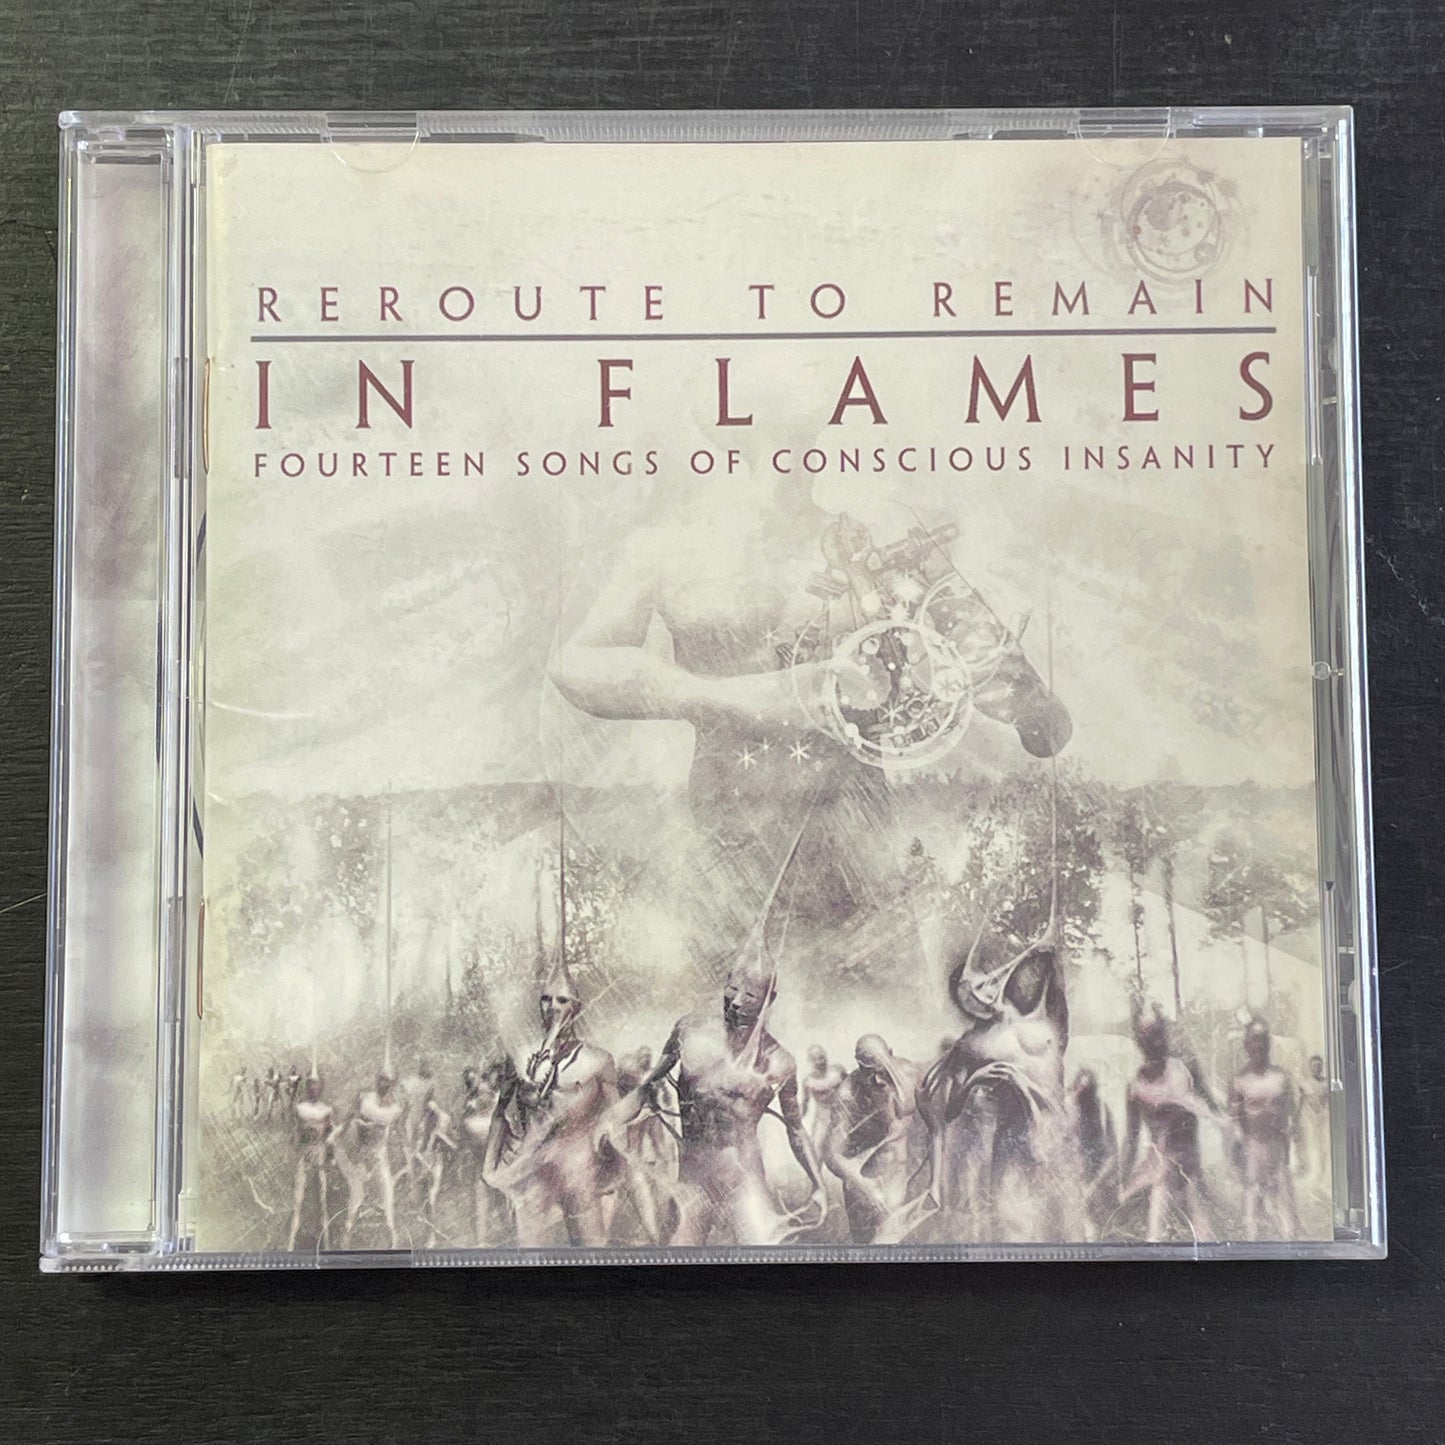 REROUTE TO REMAIN
IN FLAMES
FOURTEEN SONGS OF CONSCIOUS INSANITY